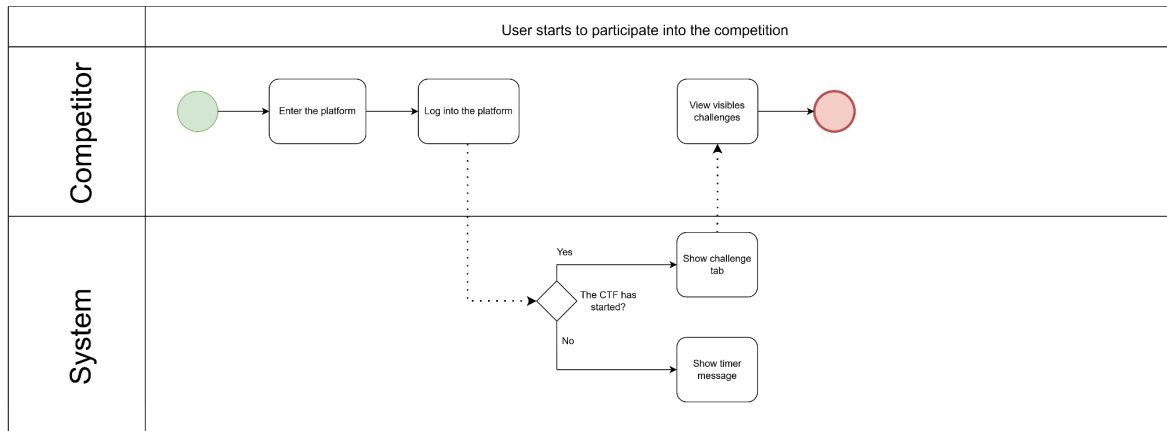 User starts to participate into the competition
Competitor
Enter the platform
Log into the platform
View visibles
challenges
System
Yes
The CTF has
started?
No
Show challenge
tab
Show timer
message